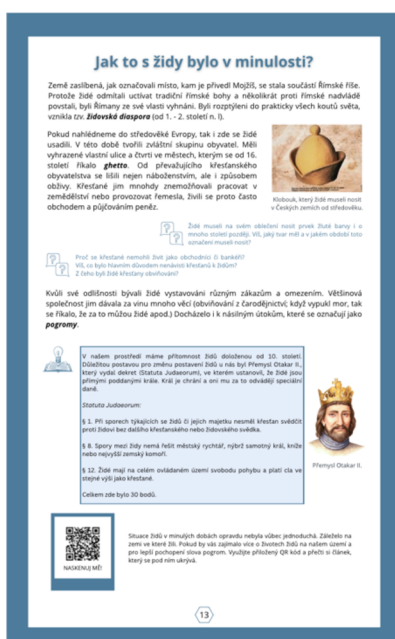 Jak to s židy bylo v minulosti?
Země zaslíbená, jak označovali místo, kam je přivedl Mojžíš, se stala součástí Římské říše.
Protože židé odmítali uctívat tradiční římské bohy a několikrát proti římské nadvládě
povstali, byli Římany ze své vlasti vyhnáni. Byli rozptýleni do prakticky všech koutů světa,
vznikla tzv. židovská diaspora (od 1. - 2. století n. l).
Pokud nahlédneme do středověké Evropy, tak i zde se židé
usadili. V této době tvořili zvláštní skupinu obyvatel. Měli
vyhrazené vlastní ulice a čtvrti ve městech, kterým se od 16.
století říkalo ghetto. Od převažujícího křesťanského
obyvatelstva se lišili nejen náboženstvím, ale i způsobem
obživy. Křesťané jim mnohdy znemožňovali pracovat v
zemědělství nebo provozovat řemesla, živili se proto často
obchodem a půjčováním peněz.
Klobouk, který židé museli nosit
v Českých zemích od středověku.
Židé museli na svém oblečení nosit prvek žluté barvy i o
mnoho století později. Víš, jaký tvar měl a v jakém období toto
označení museli nosit?
Proč se křesťané nemohli živit jako obchodníci či bankéři?
Víš, co bylo hlavním důvodem nenávisti křesťanů k židům?
Z čeho byli židé křesťany obviňováni?
Kvůli své odlišnosti bývali židé vystavováni různým zákazům a omezením. Většinová
společnost jim dávala za vinu mnoho věcí (obviňování z čarodějnictví; když vypukl mor, tak
se říkalo, že za to můžou židé apod.) Docházelo i k násilným útokům, které se označují jako
pogromy.
V našem prostředí máme přítomnost židů doloženou od 10. století.
Důležitou postavou pro změnu postavení židů u nás byl Přemysl Otakar II.,
který vydal dekret (Statuta Judaeorum), ve kterém ustanovil, že židé jsou
přímými poddanými krále. Král je chrání a oni mu za to odvádějí speciální
daně.
Statuta Judaeorum:
§ 1. Při sporech týkajících se židů či jejich majetku nesměl křesťan svědčit
proti židovi bez dalšího křesťanského nebo židovského svědka.
§ 8. Spory mezi židy nemá řešit městský rychtář, nýbrž samotný král, kníže
nebo nejvyšší zemský komoří.
§ 12. Židé mají na celém ovládaném území svobodu pohybu a platí cla ve
stejné výši jako křesťané.
Celkem zde bylo 30 bodů.
Přemysl Otakar II.
NASKENUJ MĚ!
Situace židů v minulých dobách opravdu nebyla vůbec jednoduchá. Záleželo na
zemi ve které žili. Pokud by vás zajímalo více o životech židů na našem území a
pro lepší pochopení slova pogrom. Využijte přiložený QR kód a přečti si článek,
který se pod ním ukrývá.
13